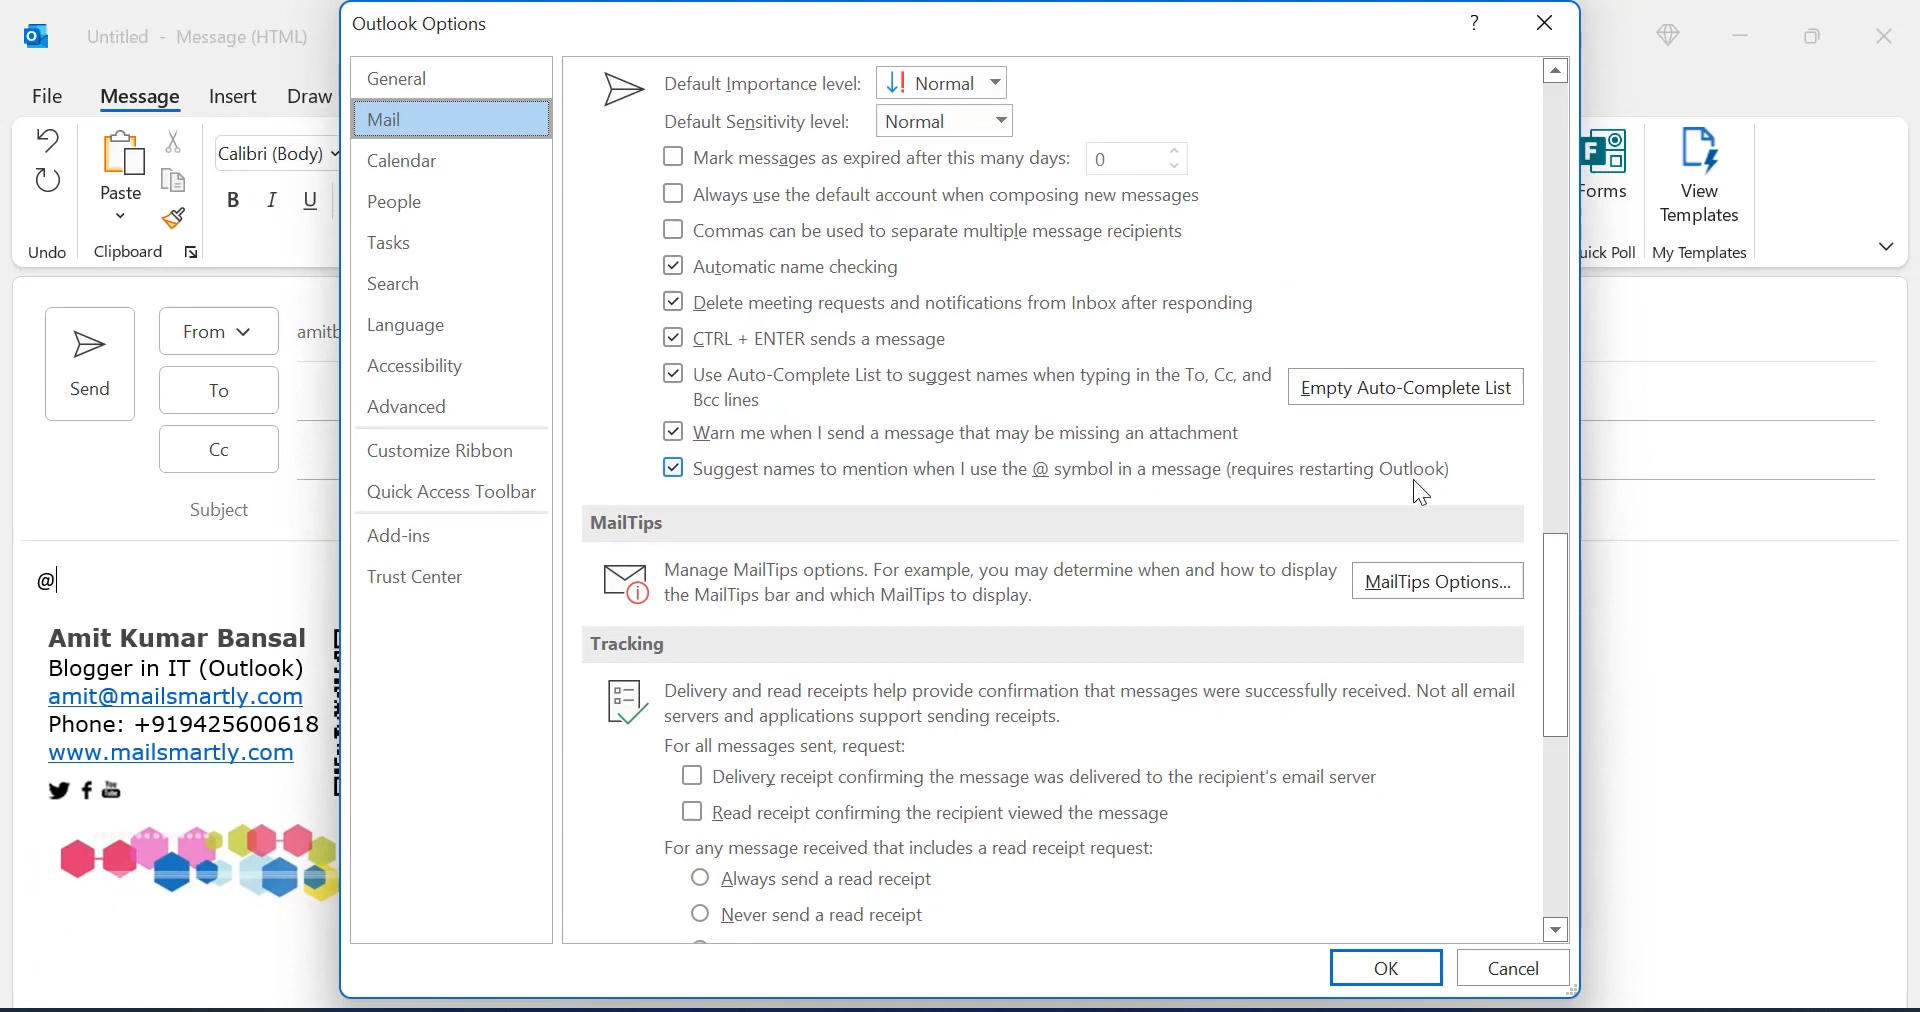 Untitled - Message (HTML)
File Message Insert Draw
Undo
Paste
Clipboard
Calibri (Body)
B I U
Send
From
amitb
To
Cc
Subject
@
Amit Kumar Bansal
Blogger in IT (Outlook)
amit@mailsmartly.com
Phone: +919425600618
www.mailsmartly.com
Outlook Options
?
General
Mail
Calendar
People
Tasks
Search
Language
Accessibility
Advanced
Customize Ribbon
Quick Access Toolbar
Add-ins
Trust Center
Default Importance level: Normal
Default Sensitivity level: Normal
Mark messages as expired after this many days: 0
Always use the default account when composing new messages
Commas can be used to separate multiple message recipients
Automatic name checking
Delete meeting requests and notifications from Inbox after responding
CTRL + ENTER sends a message
Use Auto-Complete List to suggest names when typing in the To, Cc, and
Bcc lines
Empty Auto-Complete List
Warn me when I send a message that may be missing an attachment
Suggest names to mention when I use the @ symbol in a message (requires restarting Outlook)
MailTips
Manage MailTips options. For example, you may determine when and how to display
the MailTips bar and which MailTips to display.
MailTips Options...
Tracking
Delivery and read receipts help provide confirmation that messages were successfully received. Not all email
servers and applications support sending receipts.
For all messages sent, request:
Delivery receipt confirming the message was delivered to the recipient's email server
Read receipt confirming the recipient viewed the message
For any message received that includes a read receipt request:
Always send a read receipt
Never send a read receipt
OK
Cancel
orms
uick Poll
View
Templates
My Templates